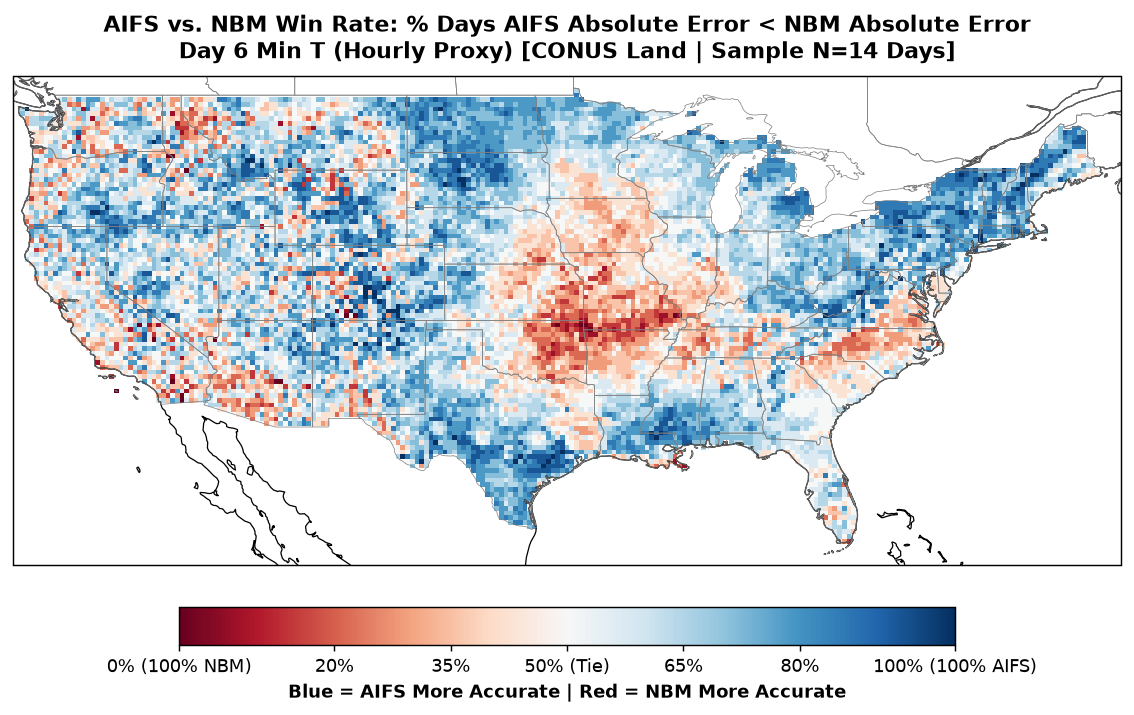 AIFS vs. NBM Win Rate: % Days AIFS Absolute Error < NBM Absolute Error
Day 6 Min T (Hourly Proxy) [CONUS Land | Sample N=14 Days]
0% (100% NBM) 20% 35% 50% (Tie) 65% 80% 100% (100% AIFS)
Blue = AIFS More Accurate | Red = NBM More Accurate